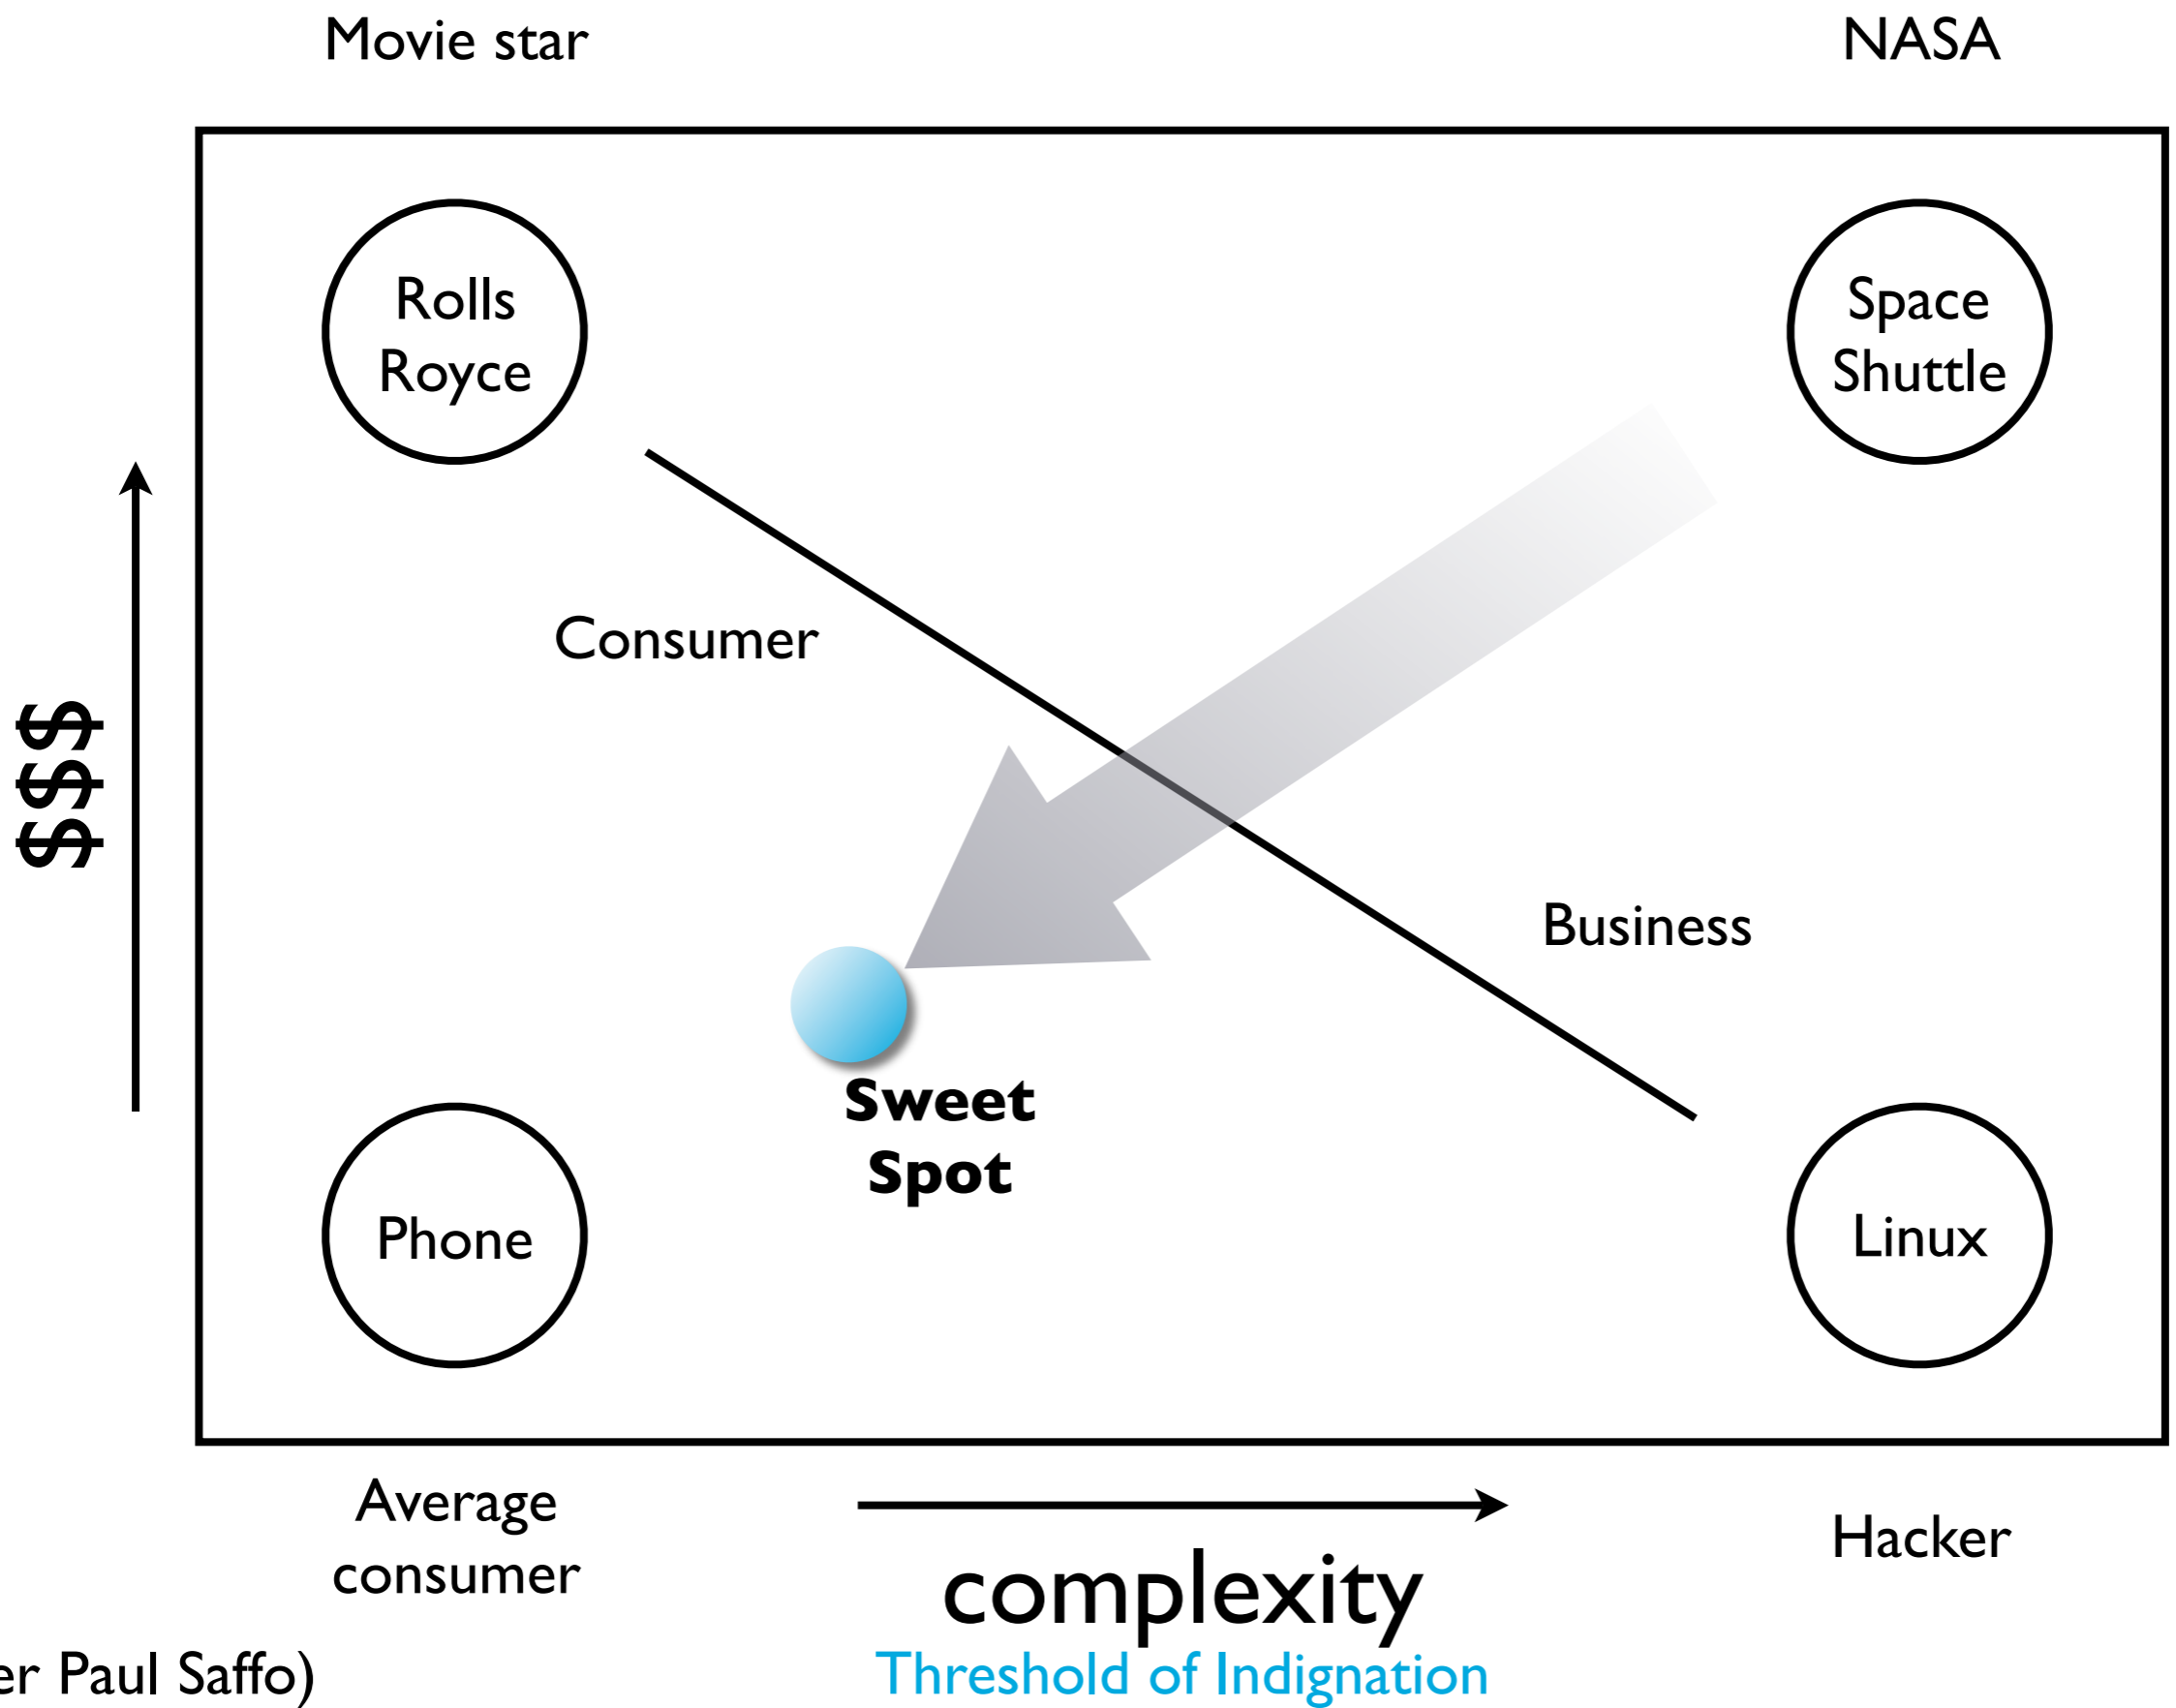 Movie star
NASA
Rolls
Royce
Space
Shuttle
Consumer
$$$
Business
Sweet
Spot
Phone
Linux
Average
consumer
Hacker
complexity
Paul Saffo)
Threshold of Indignation